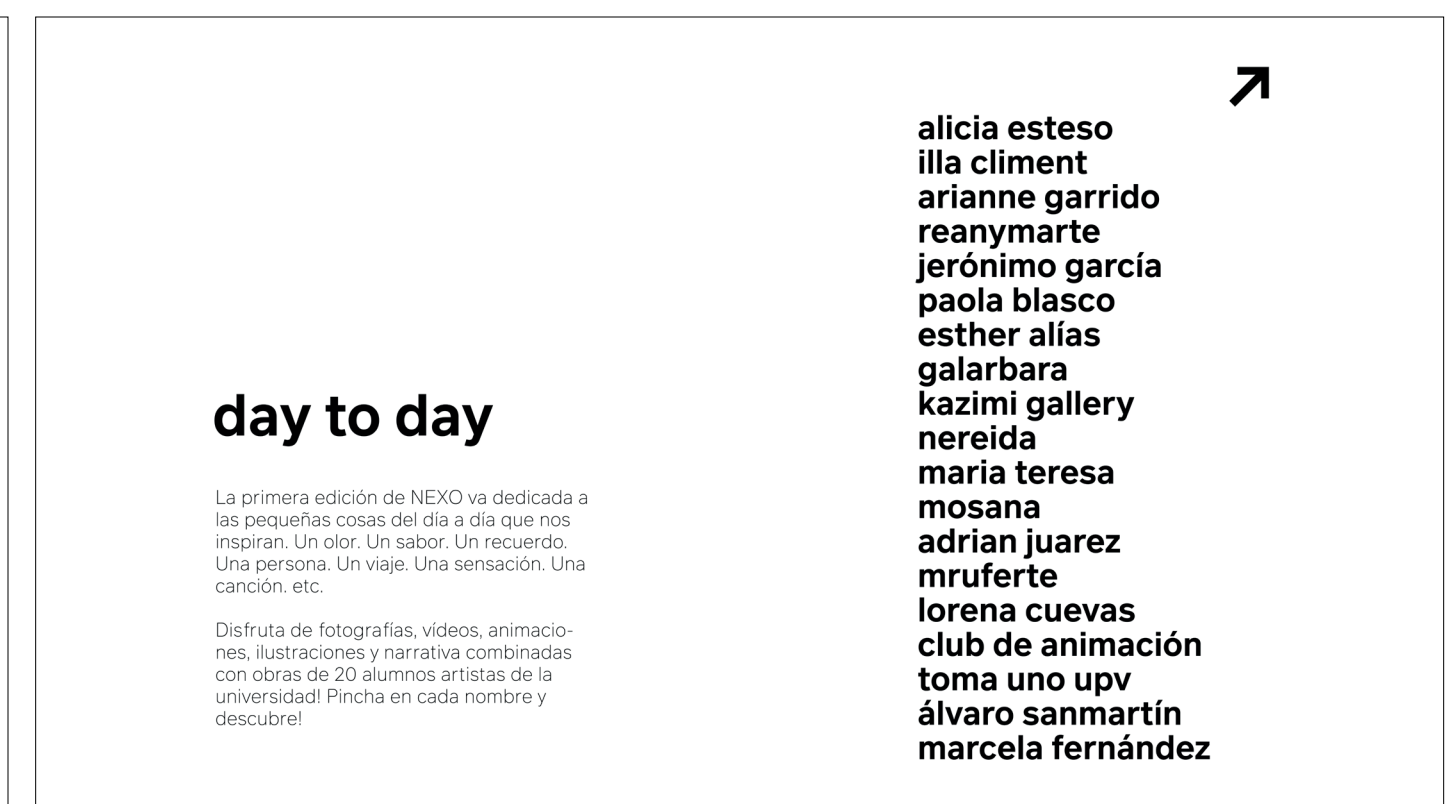 day to day
La primera edición de NEXO va dedicada a
las pequeñas cosas del día a día que nos
inspiran. Un olor. Un sabor. Un recuerdo.
Una persona. Un viaje. Una sensación. Una
canción. etc.
Disfruta de fotografías, vídeos, animacio-
nes, ilustraciones y narrativa combinadas
con obras de 20 alumnos artistas de la
universidad! Pincha en cada nombre y
descubre!
alicia esteso
illa climent
arianne garrido
reanymarte
jerónimo garcía
paola blasco
esther alías
galarbara
kazimi gallery
nereida
maria teresa
mosana
adrian juarez
mruferte
lorena cuevas
club de animación
toma uno upv
álvaro sanmartín
marcela fernández